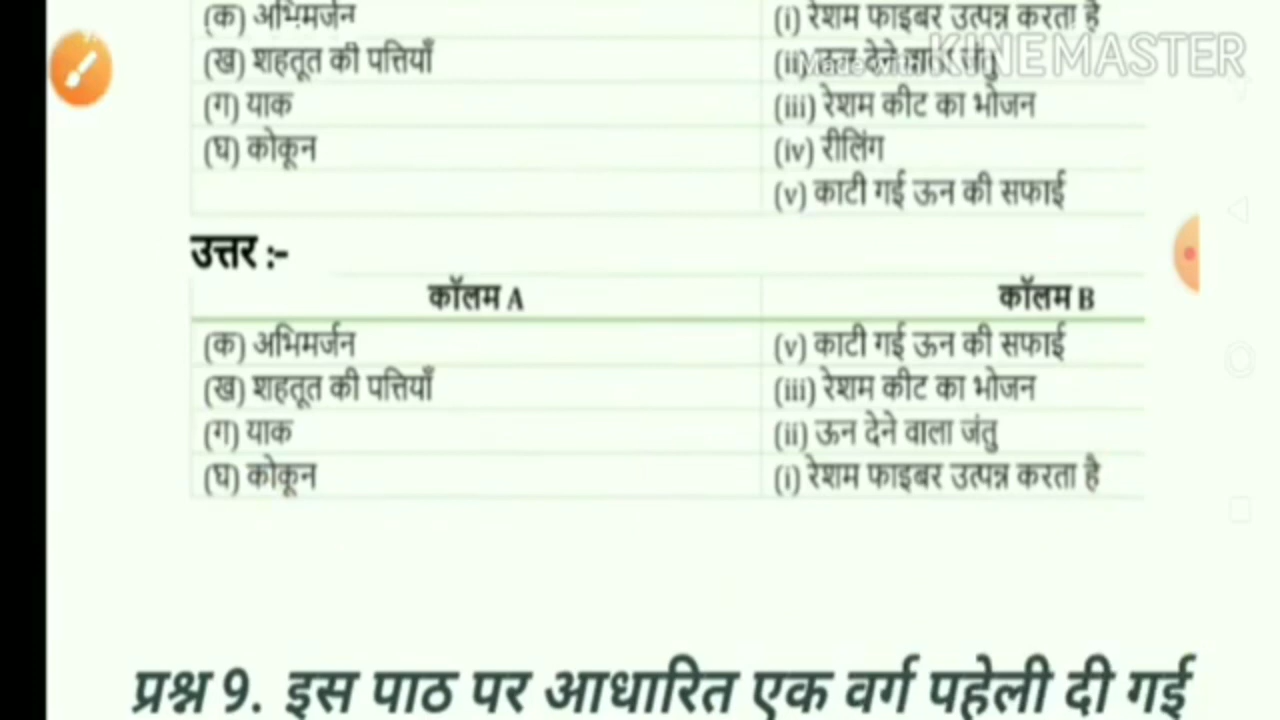 (क) अभिमर्जन (i) रेशम फाइबर उत्पन्न करता है
(ख) शहतूत की पत्तियाँ (ii) ऊन देने वाला जंतु
KINEMASTER
(ग) याक (iii) रेशम कीट का भोजन
(घ) कोकून (iv) रीलिंग
(v) काटी गई ऊन की सफाई
उत्तर :-
कॉलम A कॉलम B
(क) अभिमर्जन (v) काटी गई ऊन की सफाई
(ख) शहतूत की पत्तियाँ (iii) रेशम कीट का भोजन
(ग) याक (ii) ऊन देने वाला जंतु
(घ) कोकून (i) रेशम फाइबर उत्पन्न करता है
प्रश्न 9. इस पाठ पर आधारित एक वर्ग पहेली दी गई